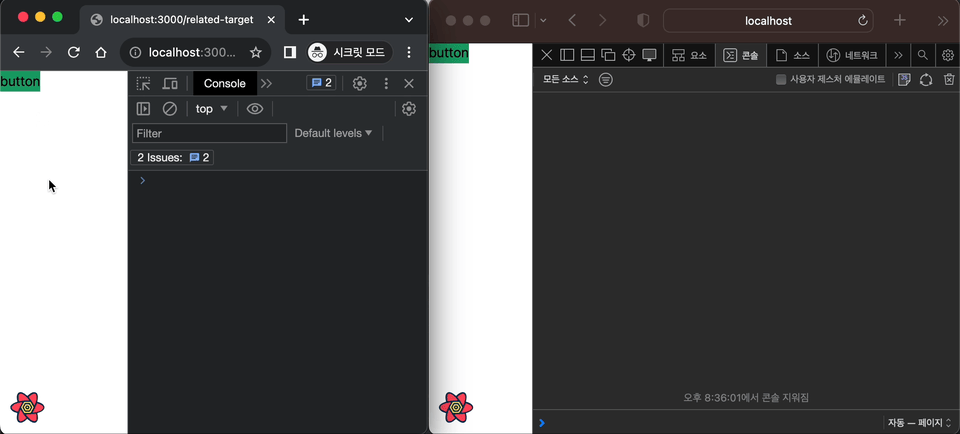 localhost:3000/related-target
localhost:300...
시크릿 모드
button
Console
2
top
Filter
Default levels
2 Issues:
2
localhost
button
요소
콘솔
소스
네트워크
모든 소스
사용자 제스처 에뮬레이트
오후 8:36:01에서 콘솔 지워짐
자동 — 페이지